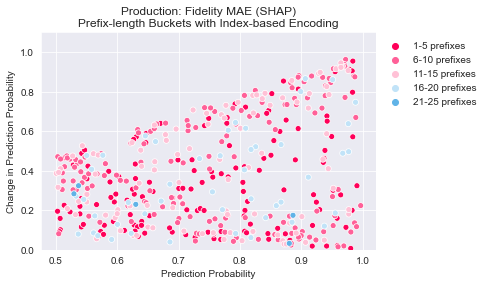 Production: Fidelity MAE (SHAP)
Prefix-length Buckets with Index-based Encoding
Change in Prediction Probability
1.0
0.8
0.6
0.4
0.2
0.0
0.5 0.6 0.7 0.8 0.9 1.0
Prediction Probability
1-5 prefixes
6-10 prefixes
11-15 prefixes
16-20 prefixes
21-25 prefixes